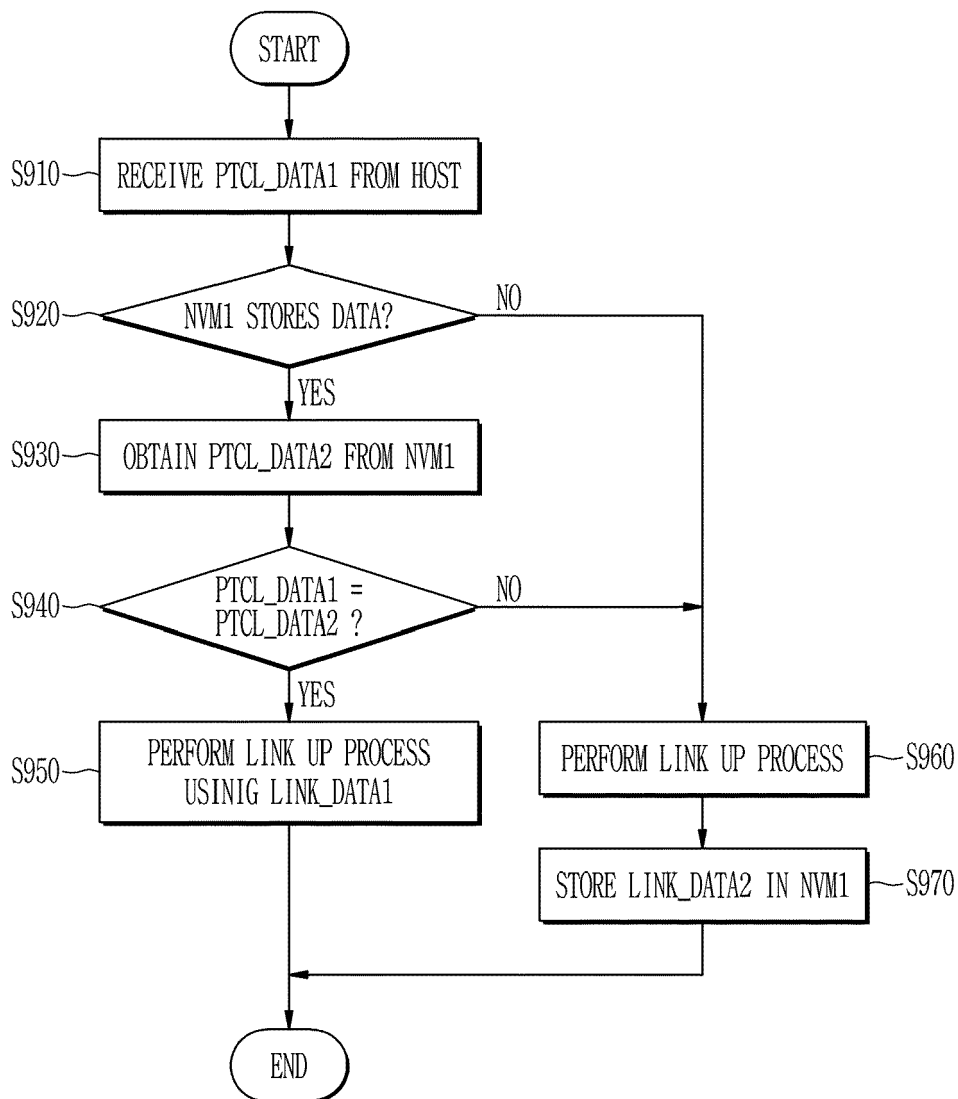 START
S910
RECEIVE PTCL_DATA1 FROM HOST
S920
NVM1 STORES DATA?
NO
YES
S930
OBTAIN PTCL_DATA2 FROM NVM1
S940
PTCL_DATA1 =
PTCL_DATA2 ?
NO
YES
S950
PERFORM LINK UP PROCESS
USINIG LINK_DATA1
PERFORM LINK UP PROCESS
S960
STORE LINK_DATA2 IN NVM1
S970
END